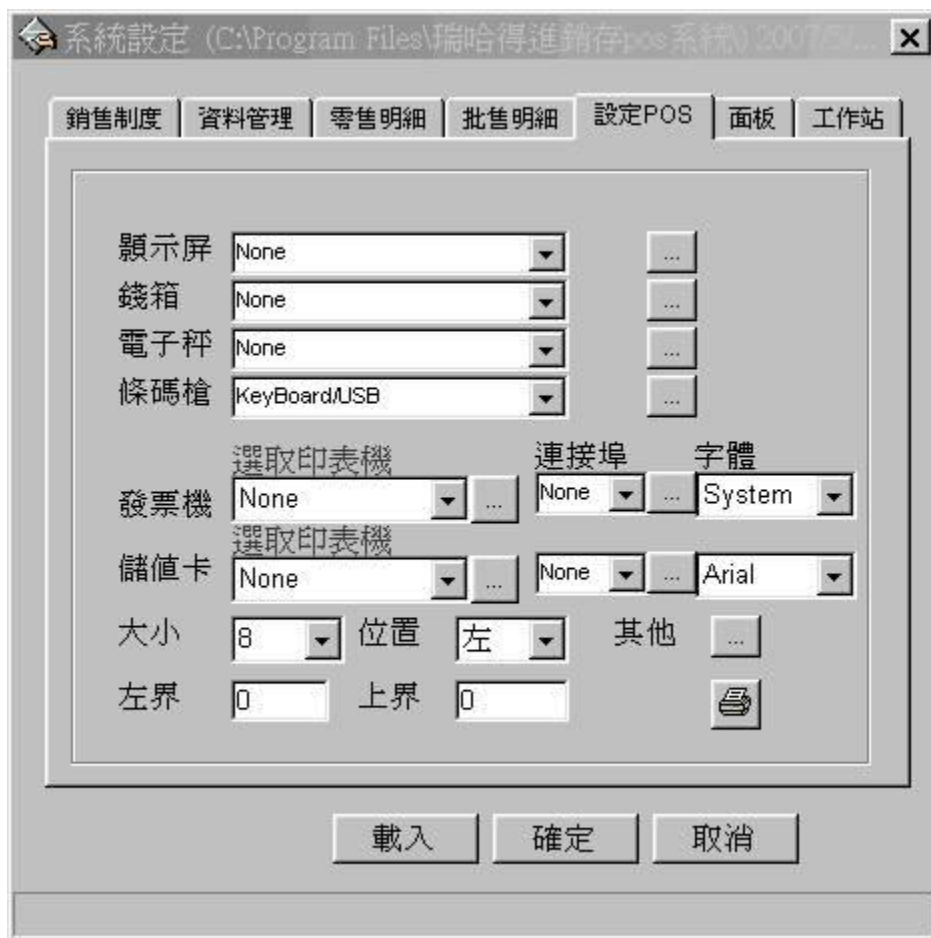 系統設定 (C:\Program Files\瑞哈得進銷存pos系統\ 2007/5/...
銷售制度 資料管理 零售明細 批售明細 設定POS 面板 工作站
顯示屏 None ...
錢箱 None ...
電子秤 None ...
條碼槍 KeyBoard/USB ...
選取印表機 連接埠 字體
發票機 None ... None ... System
選取印表機
儲值卡 None ... None ... Arial
大小 8 位置 左 其他 ...
左界 0 上界 0
載入 確定 取消